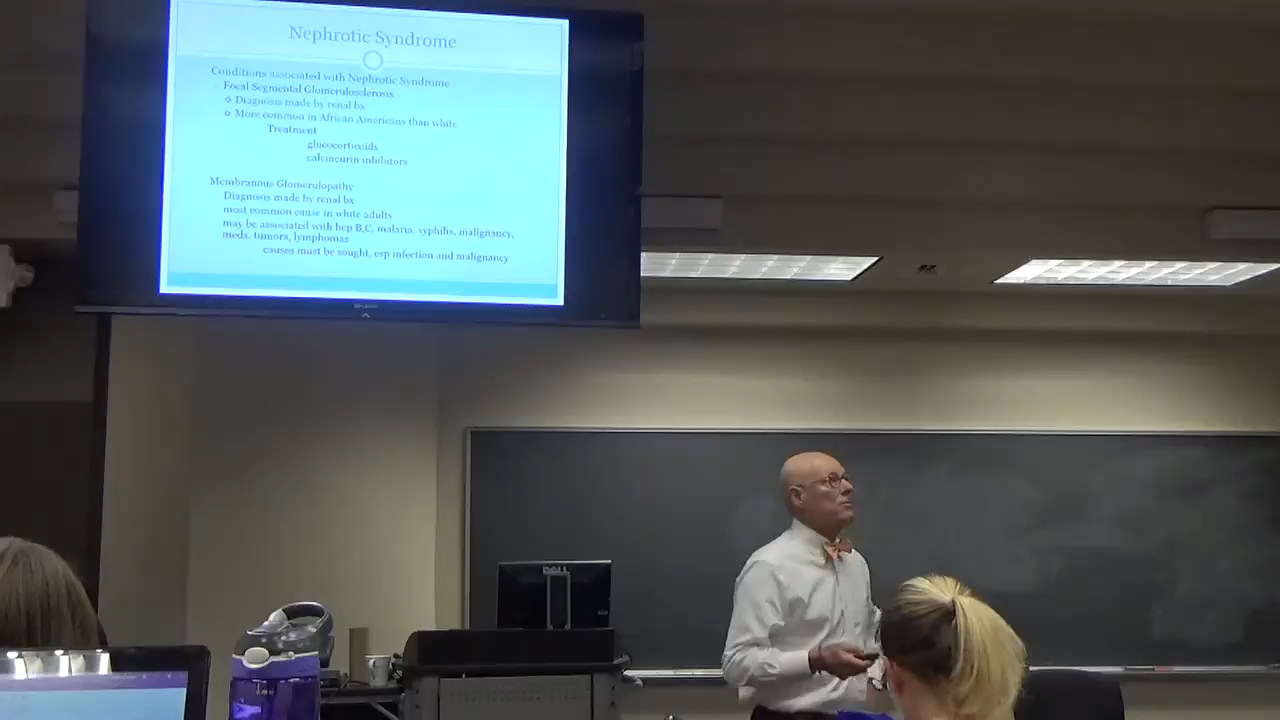 Nephrotic Syndrome
Conditions associated with Nephrotic Syndrome
Focal Segmental Glomerulosclerosis
Diagnosis made by renal bx
More common in African Americans than white
Treatment
glucocorticoids
calcineurin inhibitors
Membranous Glomerulopathy
Diagnosis made by renal bx
most common cause in white adults
may be associated with hep B,C, malaria, syphilis, malignancy,
meds, tumors, lymphomas
causes must be sought, esp infection and malignancy
DELL